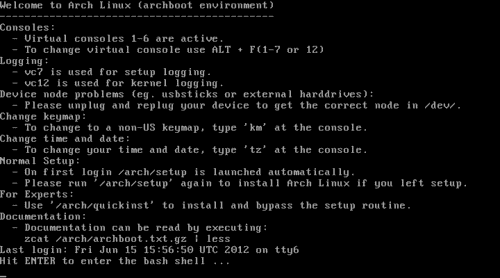 Welcome to Arch Linux (archboot environment)
--------------------------------------------
Consoles:
- Virtual consoles 1-6 are active.
- To change virtual console use ALT + F(1-7 or 12)
Logging:
- vc7 is used for setup logging.
- vc12 is used for kernel logging.
Device node problems (eg. usbsticks or external harddrives):
- Please unplug and replug your device to get the correct node in /dev/.
Change keymap:
- To change to a non-US keymap, type 'km' at the console.
Change time and date:
- To change your time and date, type 'tz' at the console.
Normal Setup:
- On first login /arch/setup is launched automatically.
- Please run '/arch/setup' again to install Arch Linux if you left setup.
For Experts:
- Use '/arch/quickinst' to install and bypass the setup routine.
Documentation:
- Documentation can be read by executing:
zcat /arch/archboot.txt.gz | less
Last login: Fri Jun 15 15:56:50 UTC 2012 on tty6
Hit ENTER to enter the bash shell ...